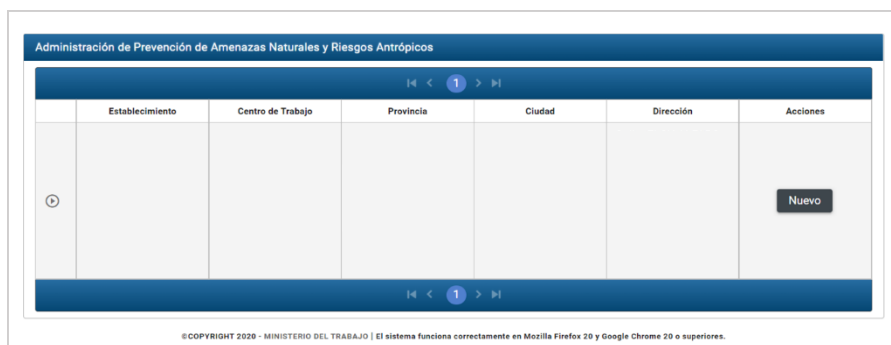 Administración de Prevención de Amenazas Naturales y Riesgos Antrópicos
1
Establecimiento Centro de Trabajo Provincia Ciudad Dirección Acciones
Nuevo
1
©COPYRIGHT 2020 - MINISTERIO DEL TRABAJO | El sistema funciona correctamente en Mozilla Firefox 20 y Google Chrome 20 o superiores.